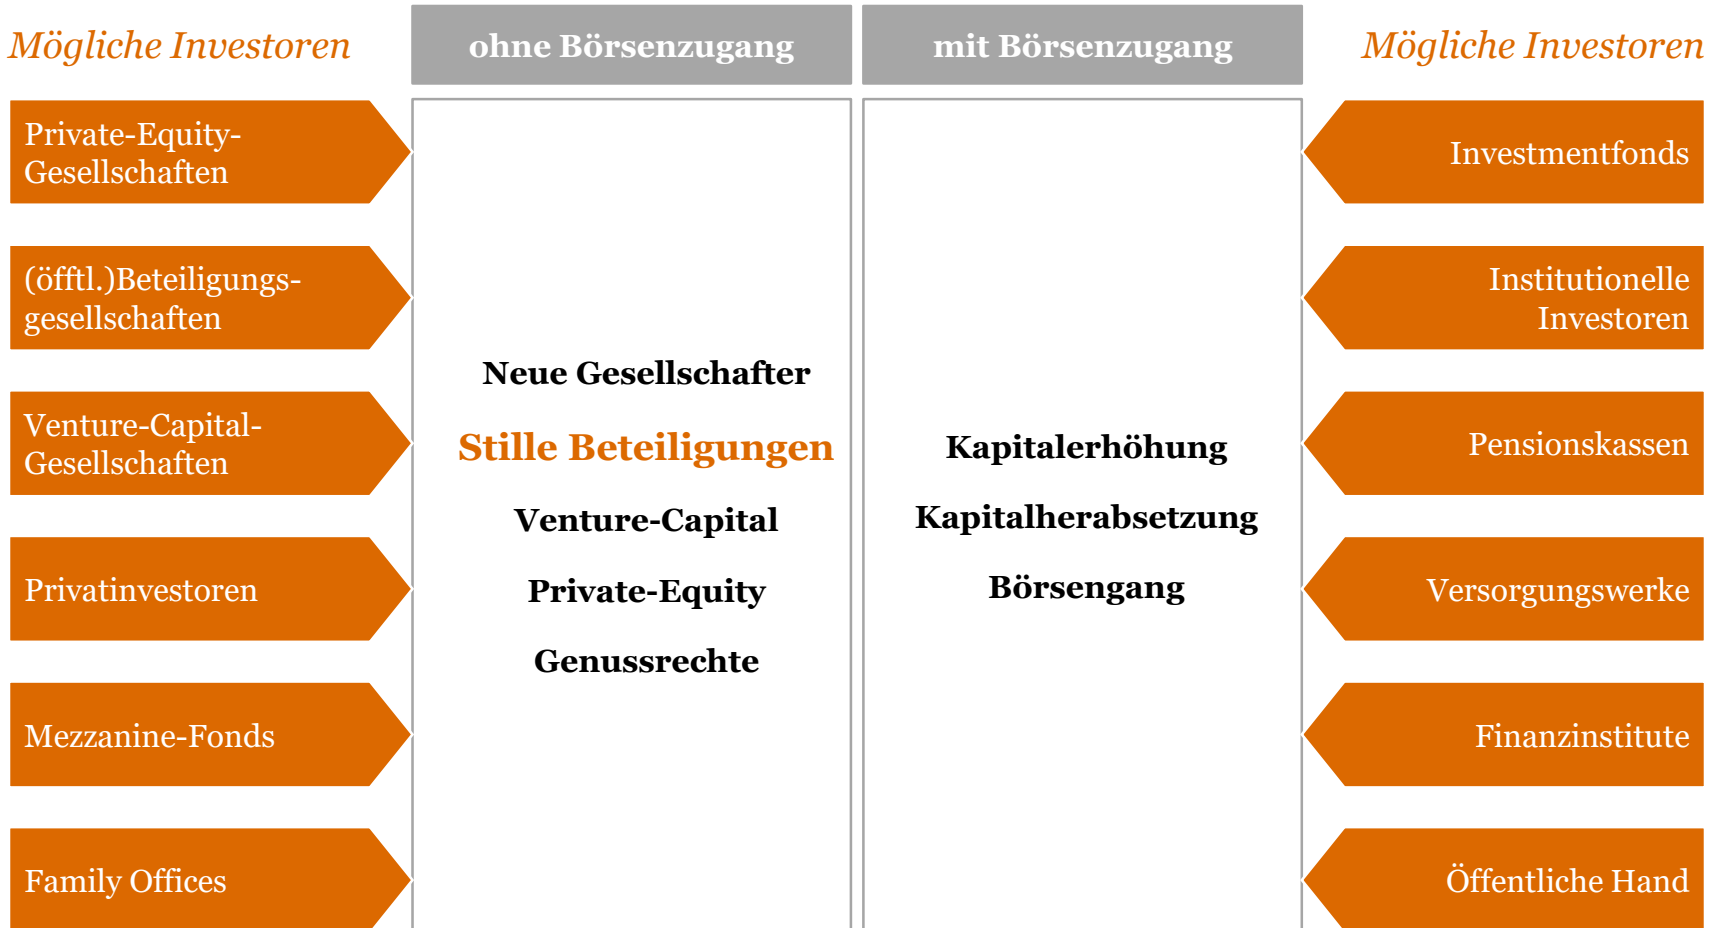 Mögliche Investoren
ohne Börsenzugang
mit Börsenzugang
Mögliche Investoren
Private-Equity-
Gesellschaften
(öfftl.)Beteiligungs-
gesellschaften
Venture-Capital-
Gesellschaften
Privatinvestoren
Mezzanine-Fonds
Family Offices
Neue Gesellschafter
Stille Beteiligungen
Venture-Capital
Private-Equity
Genussrechte
Kapitalerhöhung
Kapitalherabsetzung
Börsengang
Investmentfonds
Institutionelle
Investoren
Pensionskassen
Versorgungswerke
Finanzinstitute
Öffentliche Hand